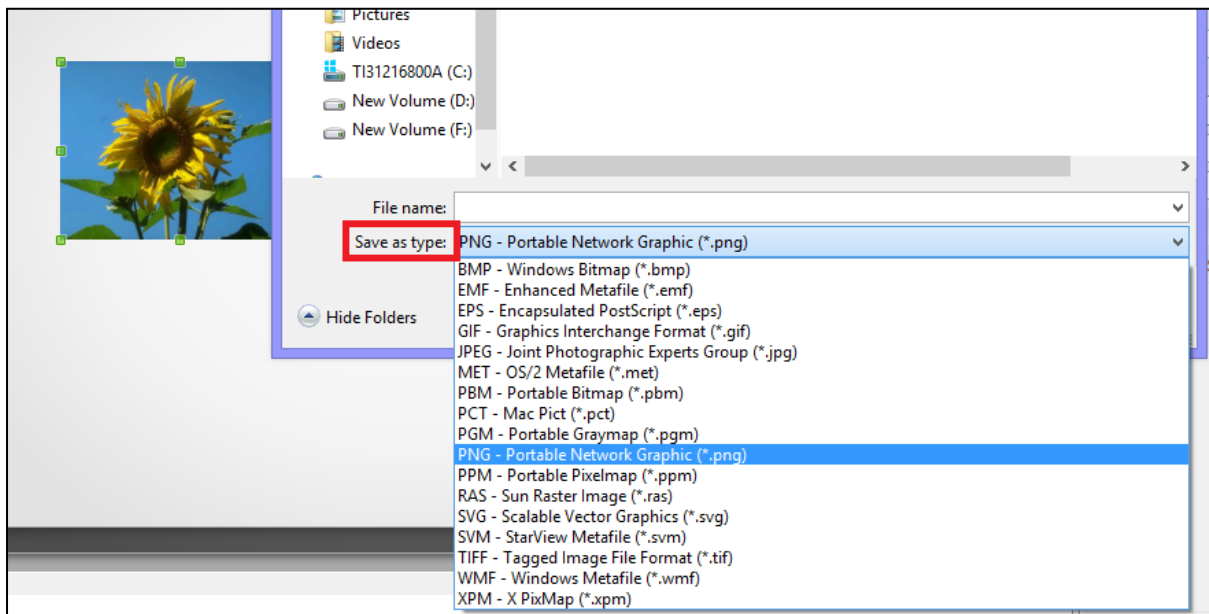 Pictures
Videos
TI31216800A (C:)
New Volume (D:)
New Volume (F:)
File name:
Save as type: PNG - Portable Network Graphic (*.png)
BMP - Windows Bitmap (*.bmp)
EMF - Enhanced Metafile (*.emf)
EPS - Encapsulated PostScript (*.eps)
GIF - Graphics Interchange Format (*.gif)
Hide Folders
JPEG - Joint Photographic Experts Group (*.jpg)
MET - OS/2 Metafile (*.met)
PBM - Portable Bitmap (*.pbm)
PCT - Mac Pict (*.pct)
PGM - Portable Graymap (*.pgm)
PNG - Portable Network Graphic (*.png)
PPM - Portable Pixelmap (*.ppm)
RAS - Sun Raster Image (*.ras)
SVG - Scalable Vector Graphics (*.svg)
SVM - StarView Metafile (*.svm)
TIFF - Tagged Image File Format (*.tif)
WMF - Windows Metafile (*.wmf)
XPM - X PixMap (*.xpm)